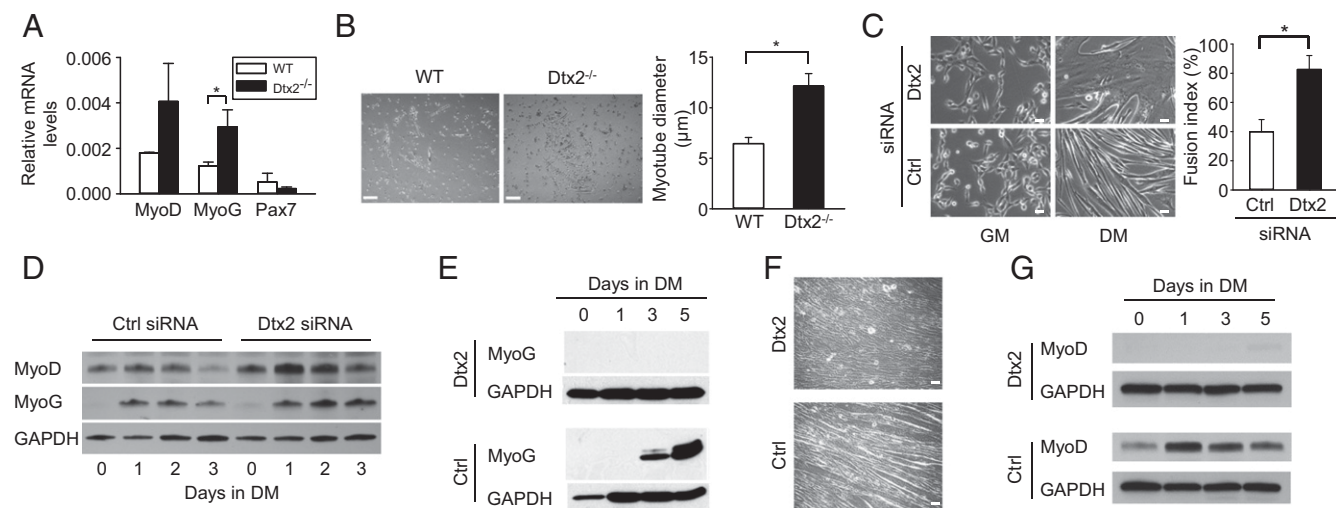 A
Relative mRNA
levels
0.006
0.004
0.002
0.000
WT
Dtx2-/-
*
MyoD MyoG Pax7
B
WT Dtx2-/-
Myotube diameter
(μm)
15
10
5
0
*
WT Dtx2-/-
C
siRNA
Dtx2
Ctrl
GM DM
Fusion index (%)
100
80
60
40
20
0
*
Ctrl Dtx2
siRNA
D
Ctrl siRNA Dtx2 siRNA
MyoD
MyoG
GAPDH
0 1 2 3 0 1 2 3
Days in DM
E
Days in DM
0 1 3 5
Dtx2
MyoG
GAPDH
Ctrl
MyoG
GAPDH
F
Dtx2
Ctrl
G
Days in DM
0 1 3 5
Dtx2
MyoD
GAPDH
Ctrl
MyoD
GAPDH